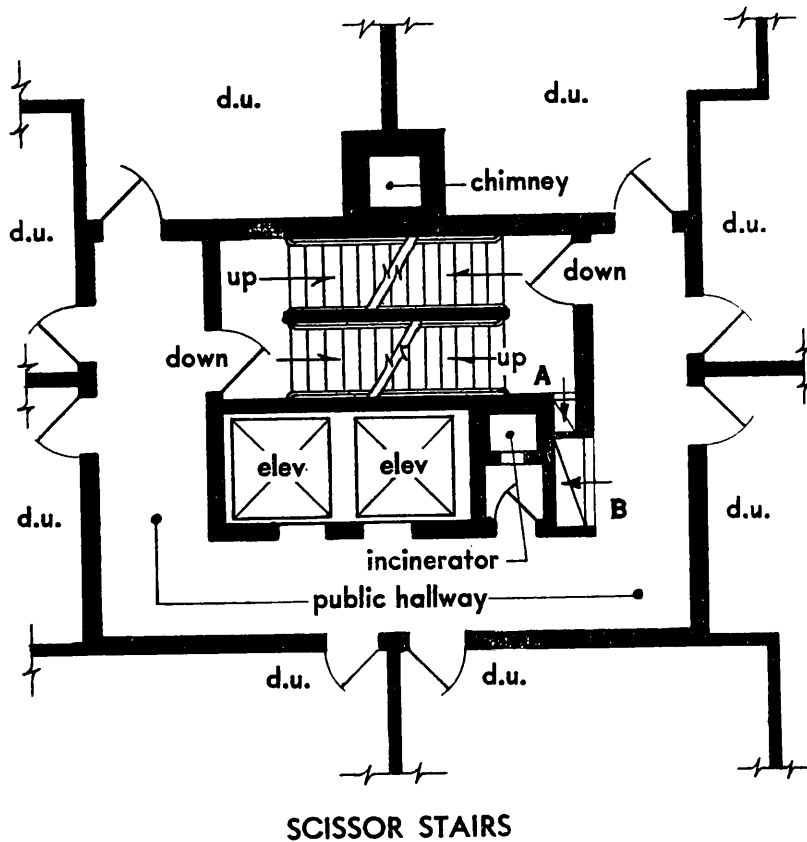 d.u.
d.u.
chimney
d.u.
d.u.
up
down
down
up
A
elev
elev
d.u.
B
d.u.
incinerator
public hallway
d.u.
d.u.
SCISSOR STAIRS